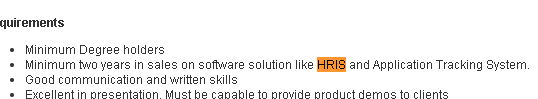 quirements
Minimum Degree holders
Minimum two years in sales on software solution like HRIS and Application Tracking System.
Good communication and written skills
Excellent in presentation. Must be capable to provide product demos to clients